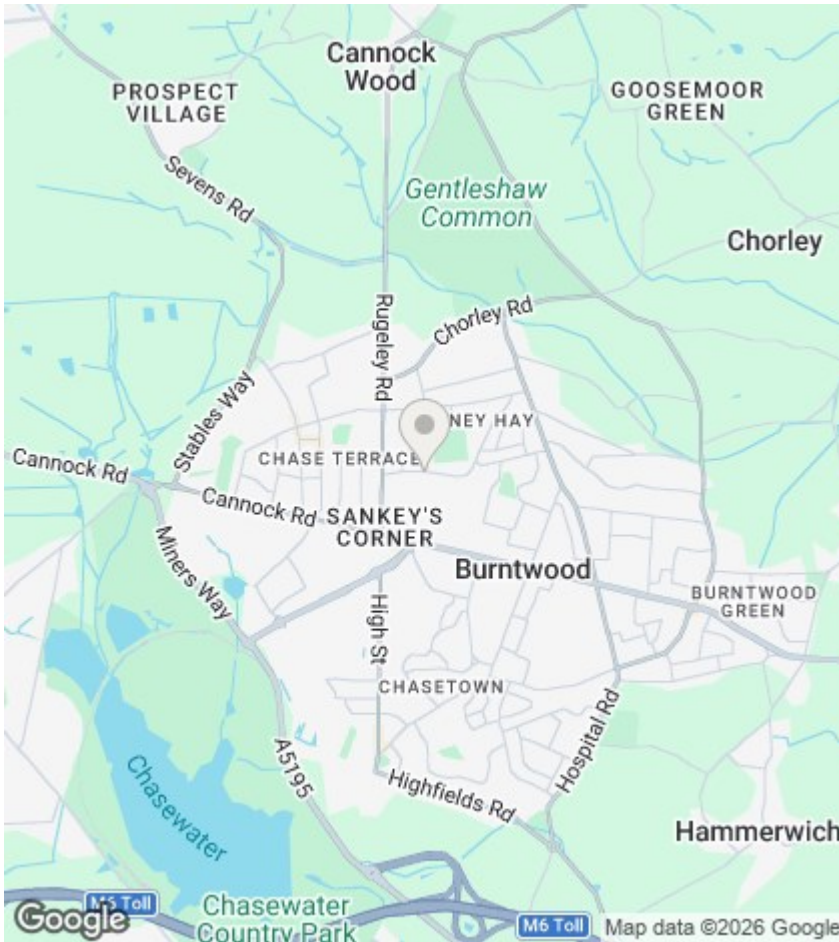 Cannock
Wood
PROSPECT
VILLAGE
GOOSEMOOR
GREEN
Sevens Rd
Gentleshaw
Common
Chorley
Rugeley Rd
Chorley Rd
Stables Way
NEY HAY
CHASE TERRACE
Cannock Rd
Cannock Rd
SANKEY'S
CORNER
Miners Way
Burntwood
BURNTWOOD
GREEN
High St
CHASETOWN
Hospital Rd
A5195
Chasewater
Highfields Rd
Hammerwich
M6 Toll
Chasewater
Country Park
M6 Toll
Google
Map data ©2026 Google